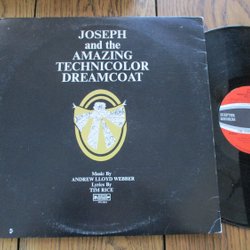 JOSEPH
and the
AMAZING
TECHNICOLOR
DREAMCOAT
Music By
ANDREW LLOYD WEBBER
Lyrics By
TIM RICE